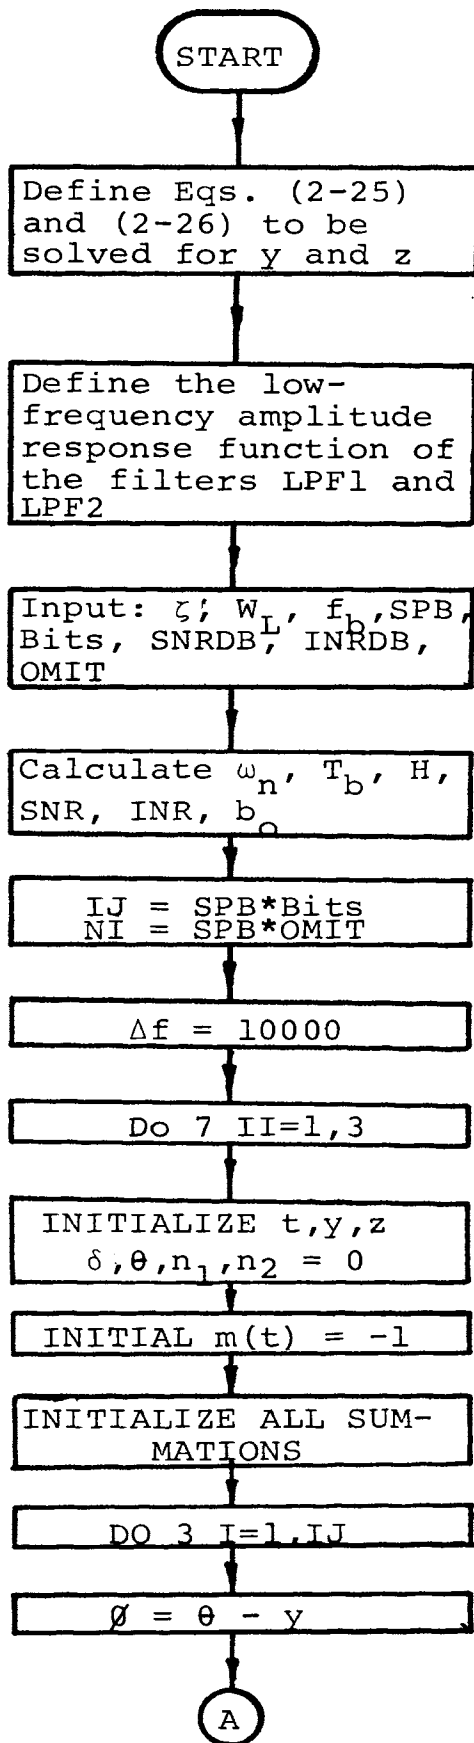 START
Define Eqs. (2-25)
and (2-26) to be
solved for y and z
Define the low-
frequency amplitude
response function of
the filters LPF1 and
LPF2
Input: ζ, W_L, f_b, SPB,
Bits, SNRDB, INRDB,
OMIT
Calculate ω_n, T_b, H,
SNR, INR, b_o
IJ = SPB*Bits
NI = SPB*OMIT
Δf = 10000
Do 7 II=1,3
INITIALIZE t,y,z
δ,θ,n₁,n₂ = 0
INITIAL m(t) = -1
INITIALIZE ALL SUM-
MATIONS
DO 3 I=1,IJ
Ø = θ - y
A